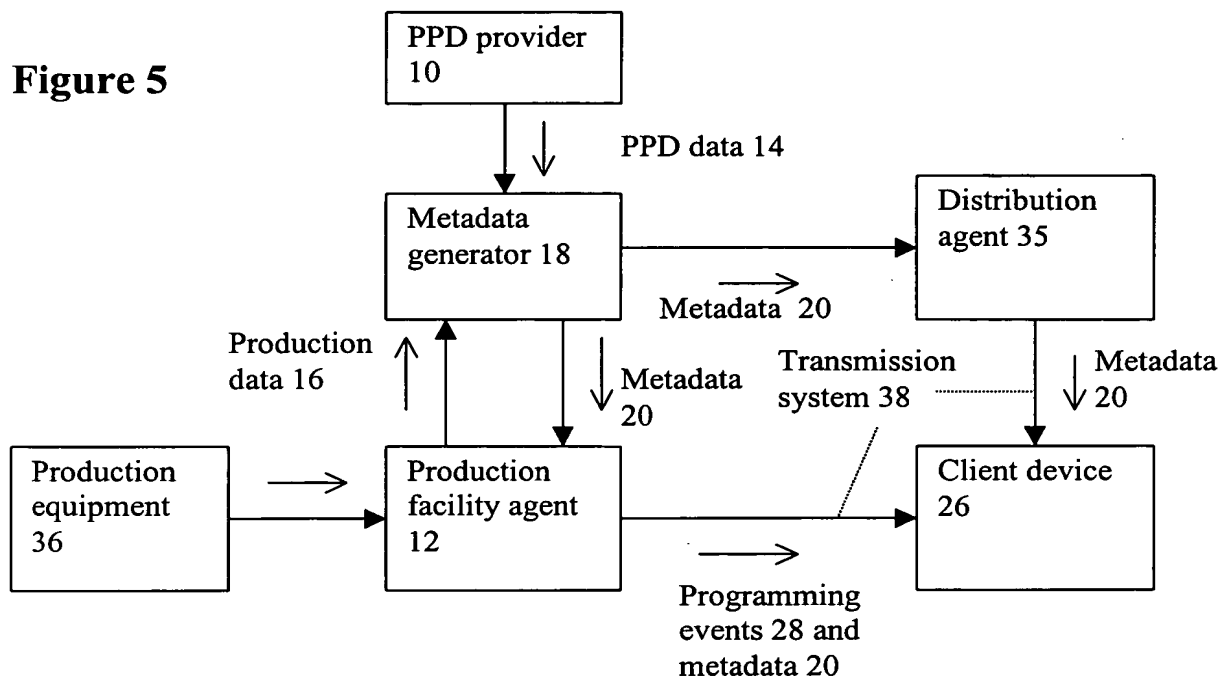 Figure 5
PPD provider
10
PPD data 14
Metadata
generator 18
Distribution
agent 35
Metadata 20
Production
data 16
Metadata
20
Transmission
system 38
Metadata
20
Production
equipment
36
Production
facility agent
12
Client device
26
Programming
events 28 and
metadata 20